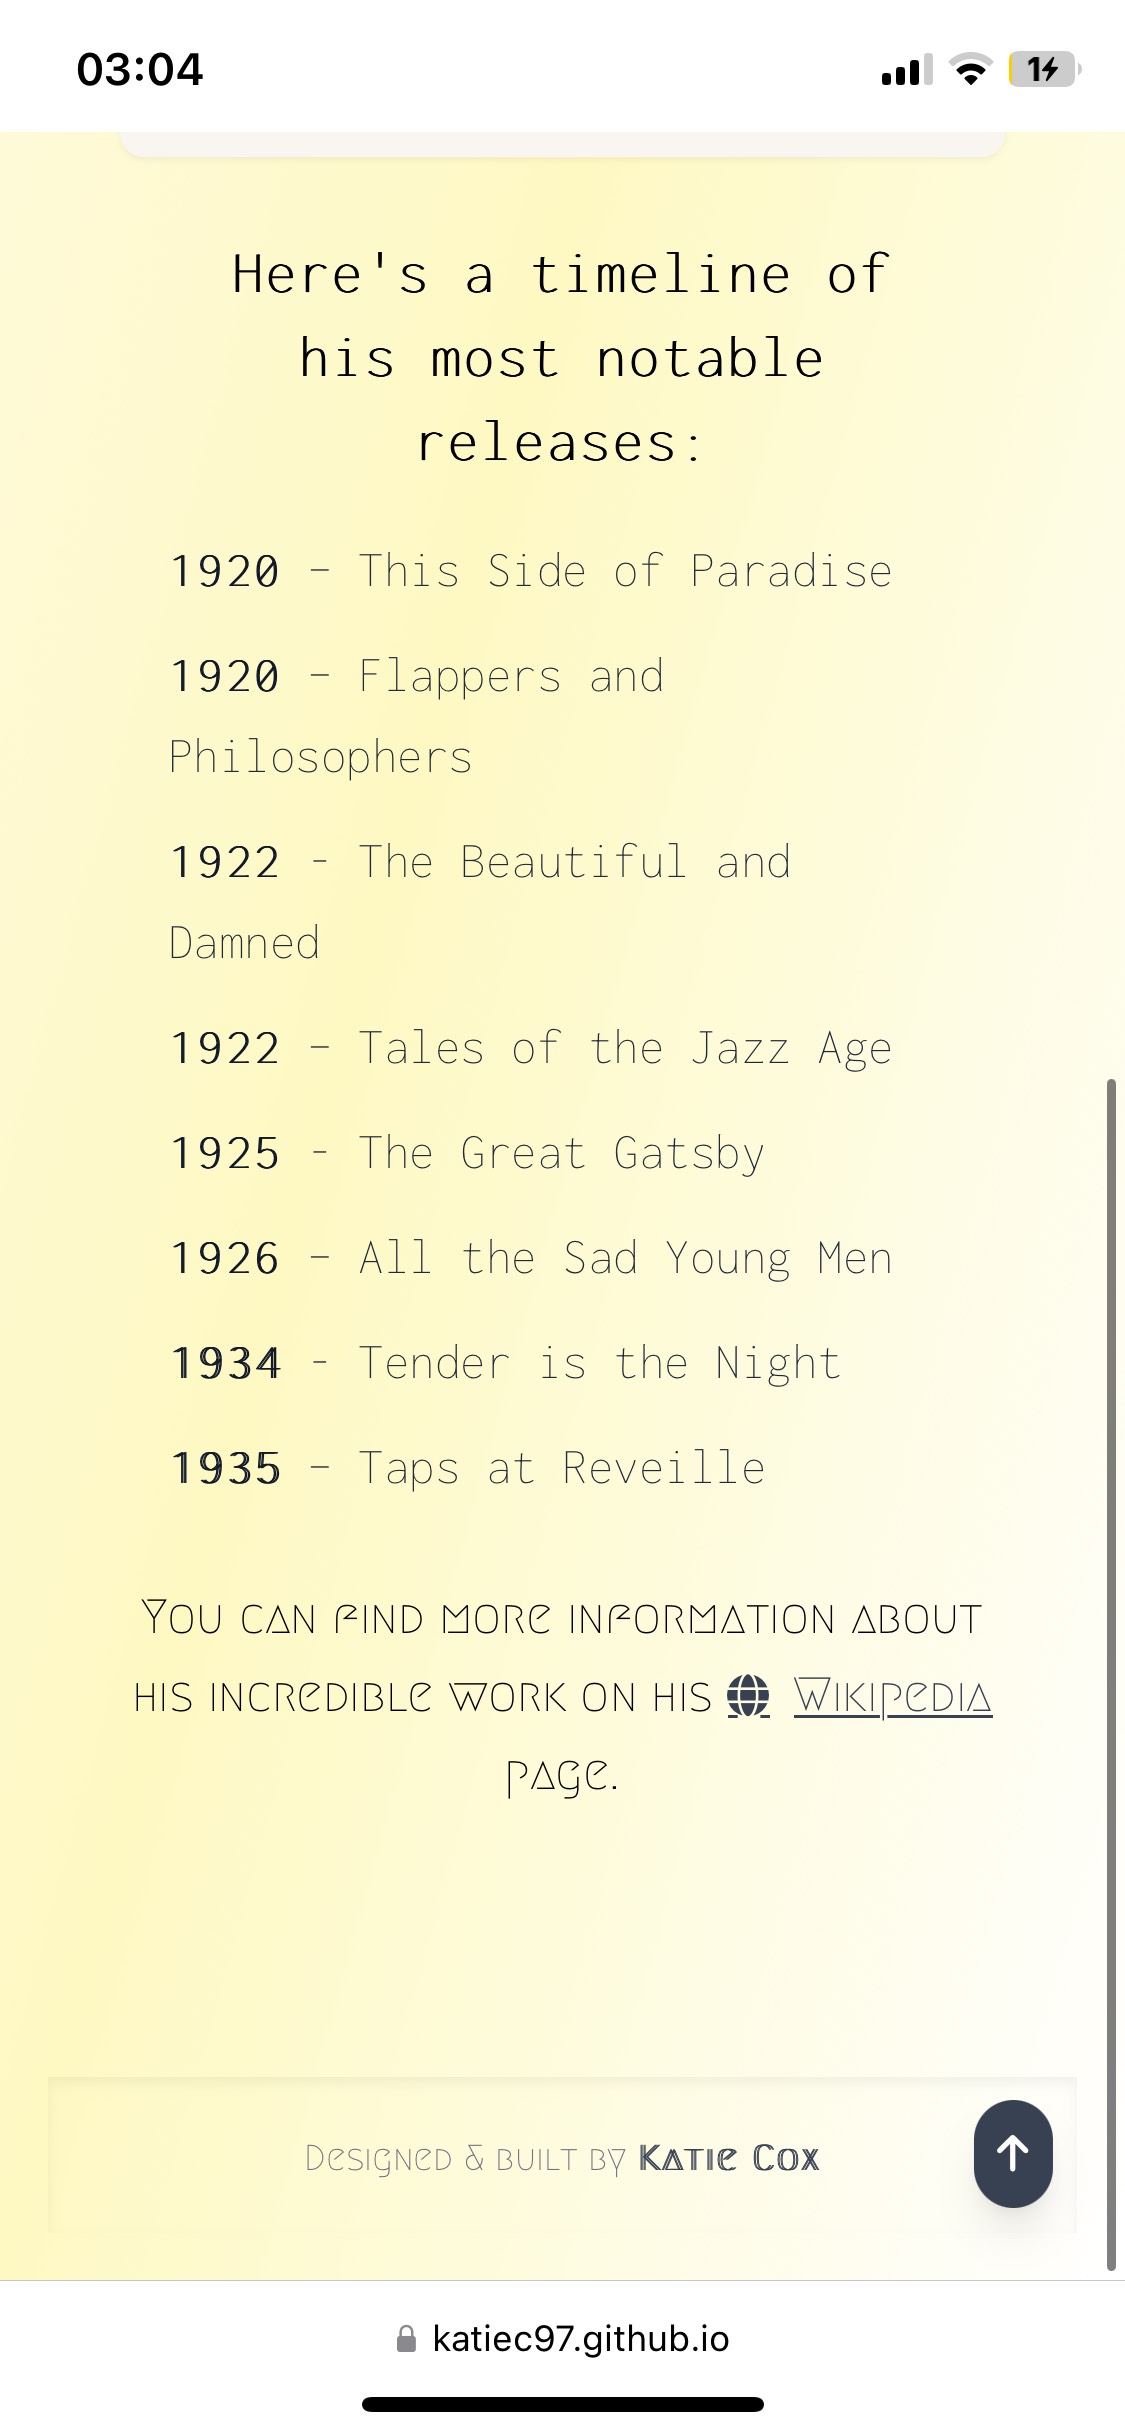 03:04
1
Here's a timeline of
his most notable
releases:
1920 – This Side of Paradise
1920 – Flappers and
Philosophers
1922 - The Beautiful and
Damned
1922 – Tales of the Jazz Age
1925 - The Great Gatsby
1926 – All the Sad Young Men
1934 - Tender is the Night
1935 – Taps at Reveille
You can find more information about
his incredible work on his Wikipedia
page.
Designed & built by Katie Cox
katiec97.github.io